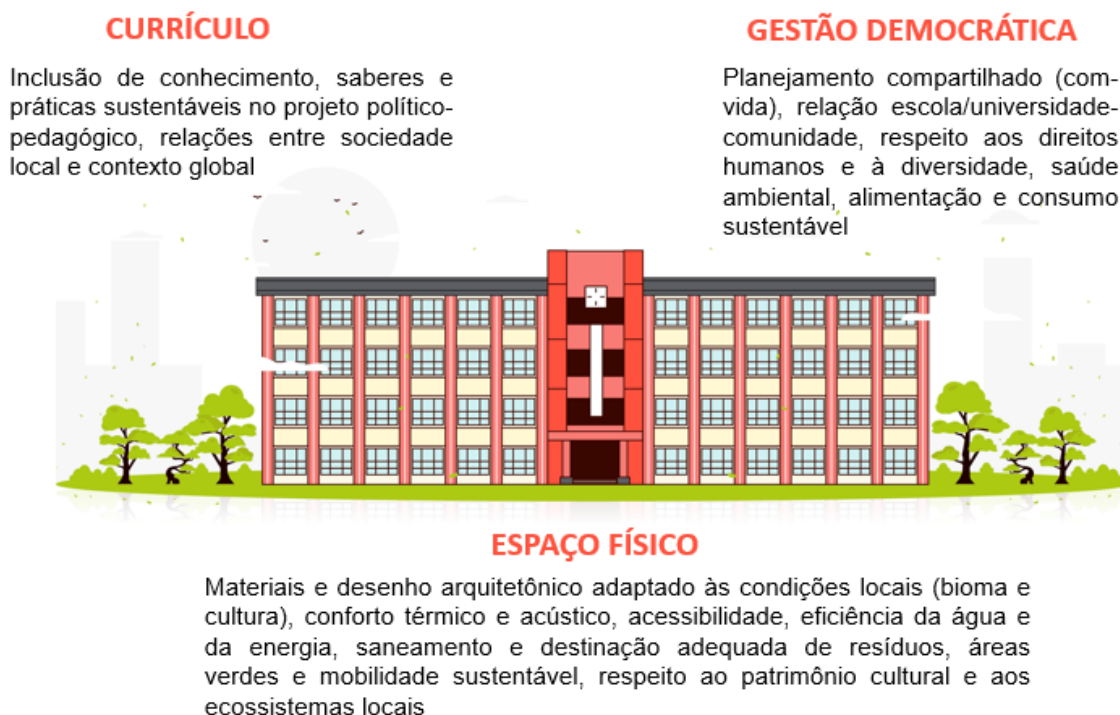 CURRÍCULO
Inclusão de conhecimento, saberes e
práticas sustentáveis no projeto político-
pedagógico, relações entre sociedade
local e contexto global
GESTÃO DEMOCRÁTICA
Planejamento compartilhado (com-
vida), relação escola/universidade-
comunidade, respeito aos direitos
humanos e à diversidade, saúde
ambiental, alimentação e consumo
sustentável
ESPAÇO FÍSICO
Materiais e desenho arquitetônico adaptado às condições locais (bioma e
cultura), conforto térmico e acústico, acessibilidade, eficiência da água e
da energia, saneamento e destinação adequada de resíduos, áreas
verdes e mobilidade sustentável, respeito ao patrimônio cultural e aos
ecossistemas locais